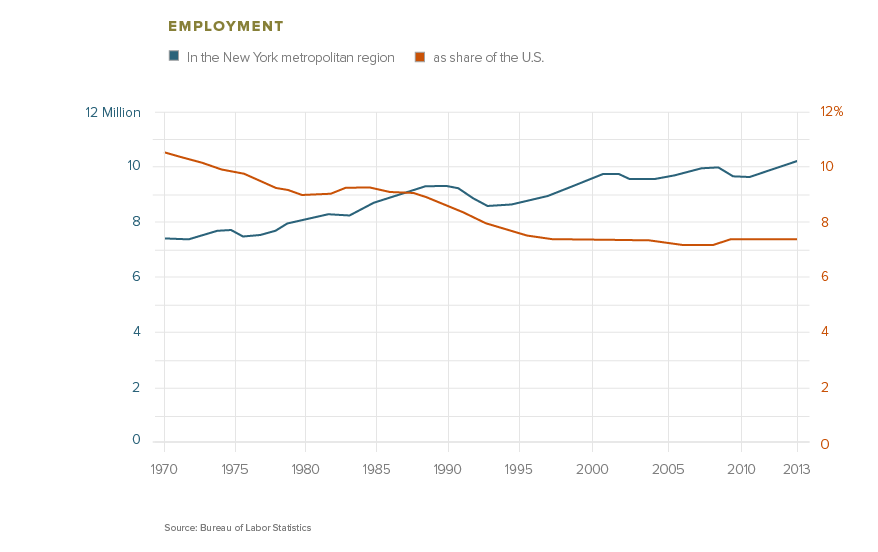 EMPLOYMENT
In the New York metropolitan region as share of the U.S.
12 Million 12%
10 10
8 8
6 6
4 4
2 2
0 0
1970 1975 1980 1985 1990 1995 2000 2005 2010 2013
Source: Bureau of Labor Statistics